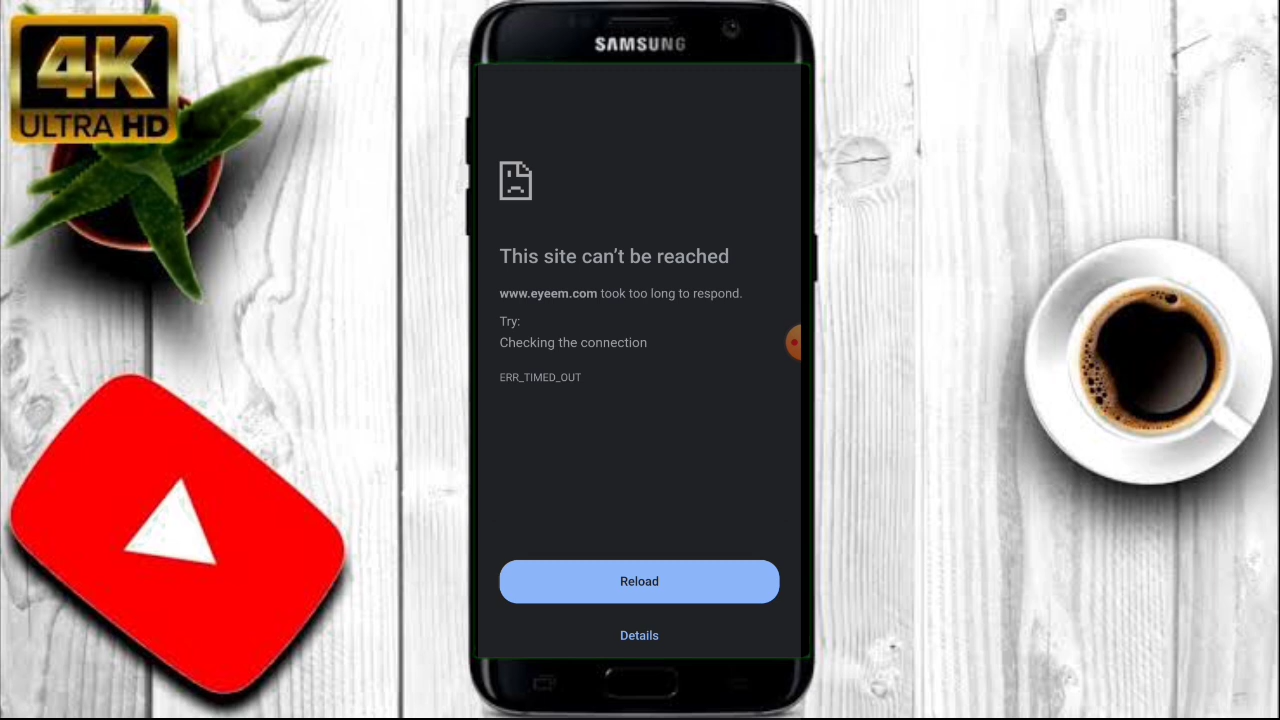 4K
ULTRA HD
SAMSUNG
This site can’t be reached
www.eyeem.com took too long to respond.
Try:
Checking the connection
ERR_TIMED_OUT
Reload
Details